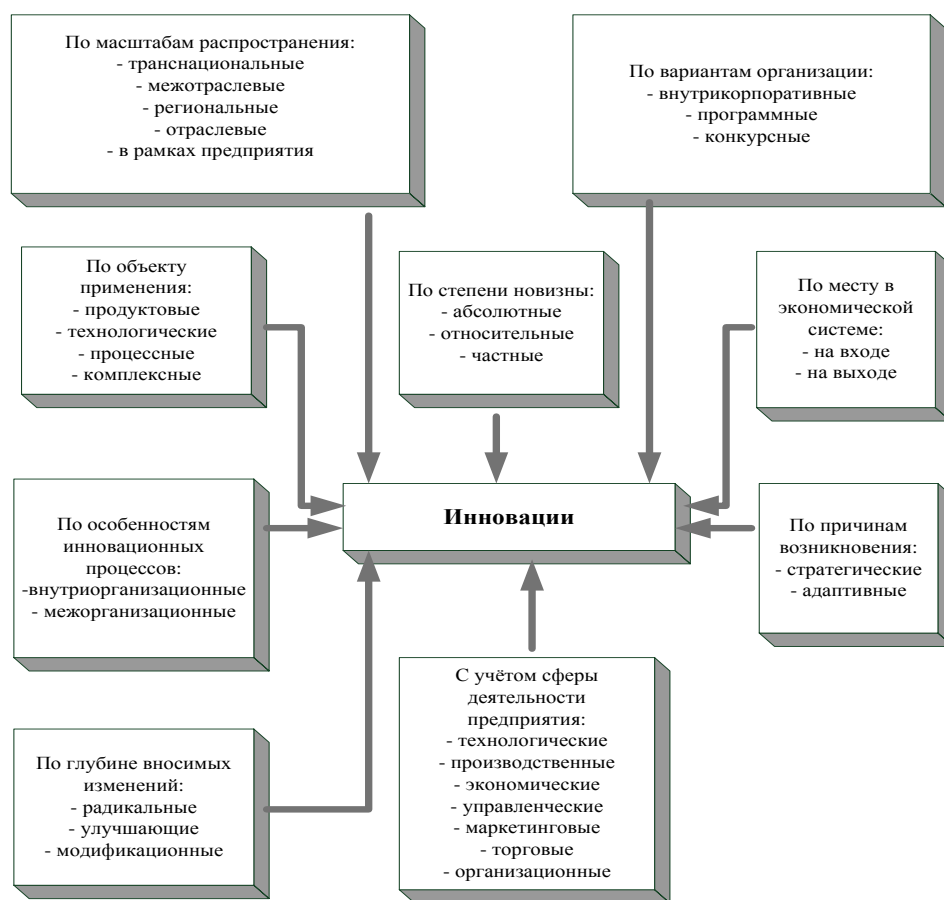 По масштабам распространения:
- транснациональные
- межотраслевые
- региональные
- отраслевые
- в рамках предприятия
По вариантам организации:
- внутрикорпоративные
- программные
- конкурсные
По объекту
применения:
- продуктовые
- технологические
- процессные
- комплексные
По степени новизны:
- абсолютные
- относительные
- частные
По месту в
экономической
системе:
- на входе
- на выходе
Инновации
По особенностям
инновационных
процессов:
-внутриорганизационные
- межорганизационные
По причинам
возникновения:
- стратегические
- адаптивные
По глубине вносимых
изменений:
- радикальные
- улучшающие
- модификационные
С учётом сферы
деятельности
предприятия:
- технологические
- производственные
- экономические
- управленческие
- маркетинговые
- торговые
- организационные